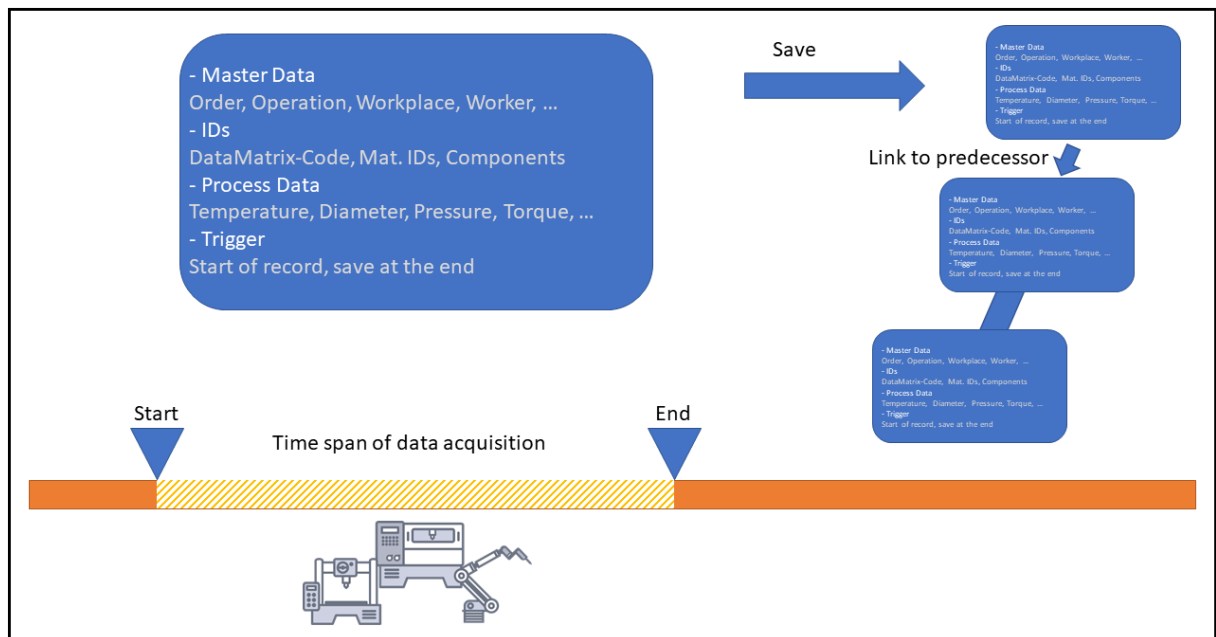 - Master Data
Order, Operation, Workplace, Worker, ...
- IDs
DataMatrix-Code, Mat. IDs, Components
- Process Data
Temperature, Diameter, Pressure, Torque, ...
- Trigger
Start of record, save at the end
Save
- Master Data
Order, Operation, Workplace, Worker, ...
- IDs
DataMatrix-Code, Mat. IDs, Components
- Process Data
Temperature, Diameter, Pressure, Torque, ...
- Trigger
Start of record, save at the end
Link to predecessor
- Master Data
Order, Operation, Workplace, Worker, ...
- IDs
DataMatrix-Code, Mat. IDs, Components
- Process Data
Temperature, Diameter, Pressure, Torque, ...
- Trigger
Start of record, save at the end
- Master Data
Order, Operation, Workplace, Worker, ...
- IDs
DataMatrix-Code, Mat. IDs, Components
- Process Data
Temperature, Diameter, Pressure, Torque, ...
- Trigger
Start of record, save at the end
Start
End
Time span of data acquisition